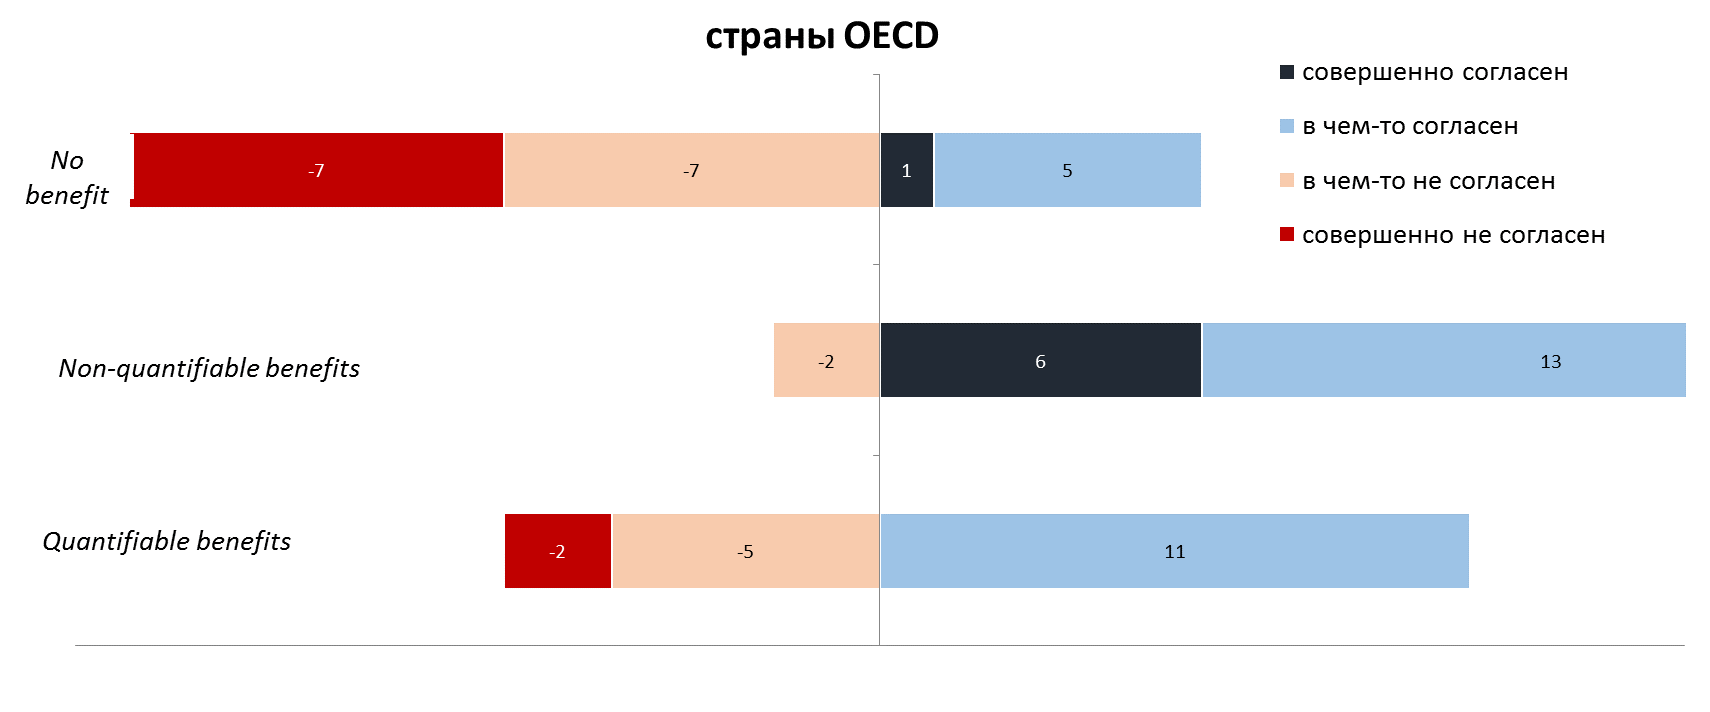 страны OECD
совершенно согласен
в чем-то согласен
в чем-то не согласен
совершенно не согласен
No
benefit
-7
-7
1
5
Non-quantifiable benefits
-2
6
13
Quantifiable benefits
-2
-5
11